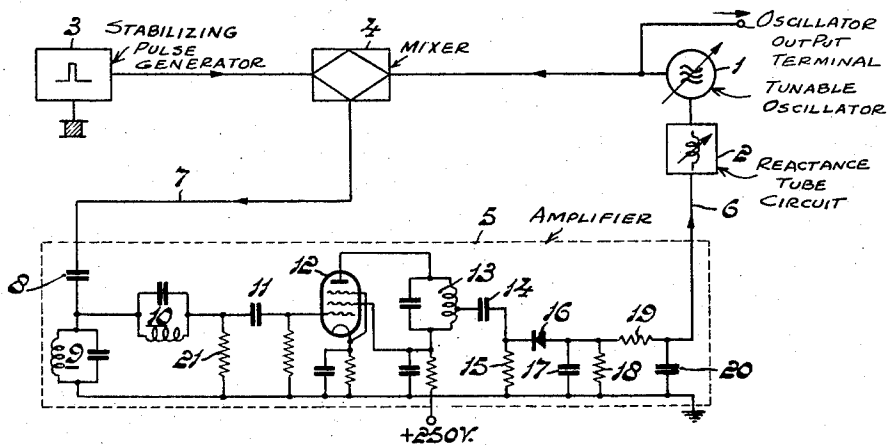 3
STABILIZING
PULSE
GENERATOR
4
MIXER
OSCILLATOR
OUTPUT
TERMINAL
1
TUNABLE
OSCILLATOR
2
REACTANCE
TUBE
CIRCUIT
7
6
5
AMPLIFIER
8
9
10
11
12
13
14
15
16
17
18
19
20
21
+250V.